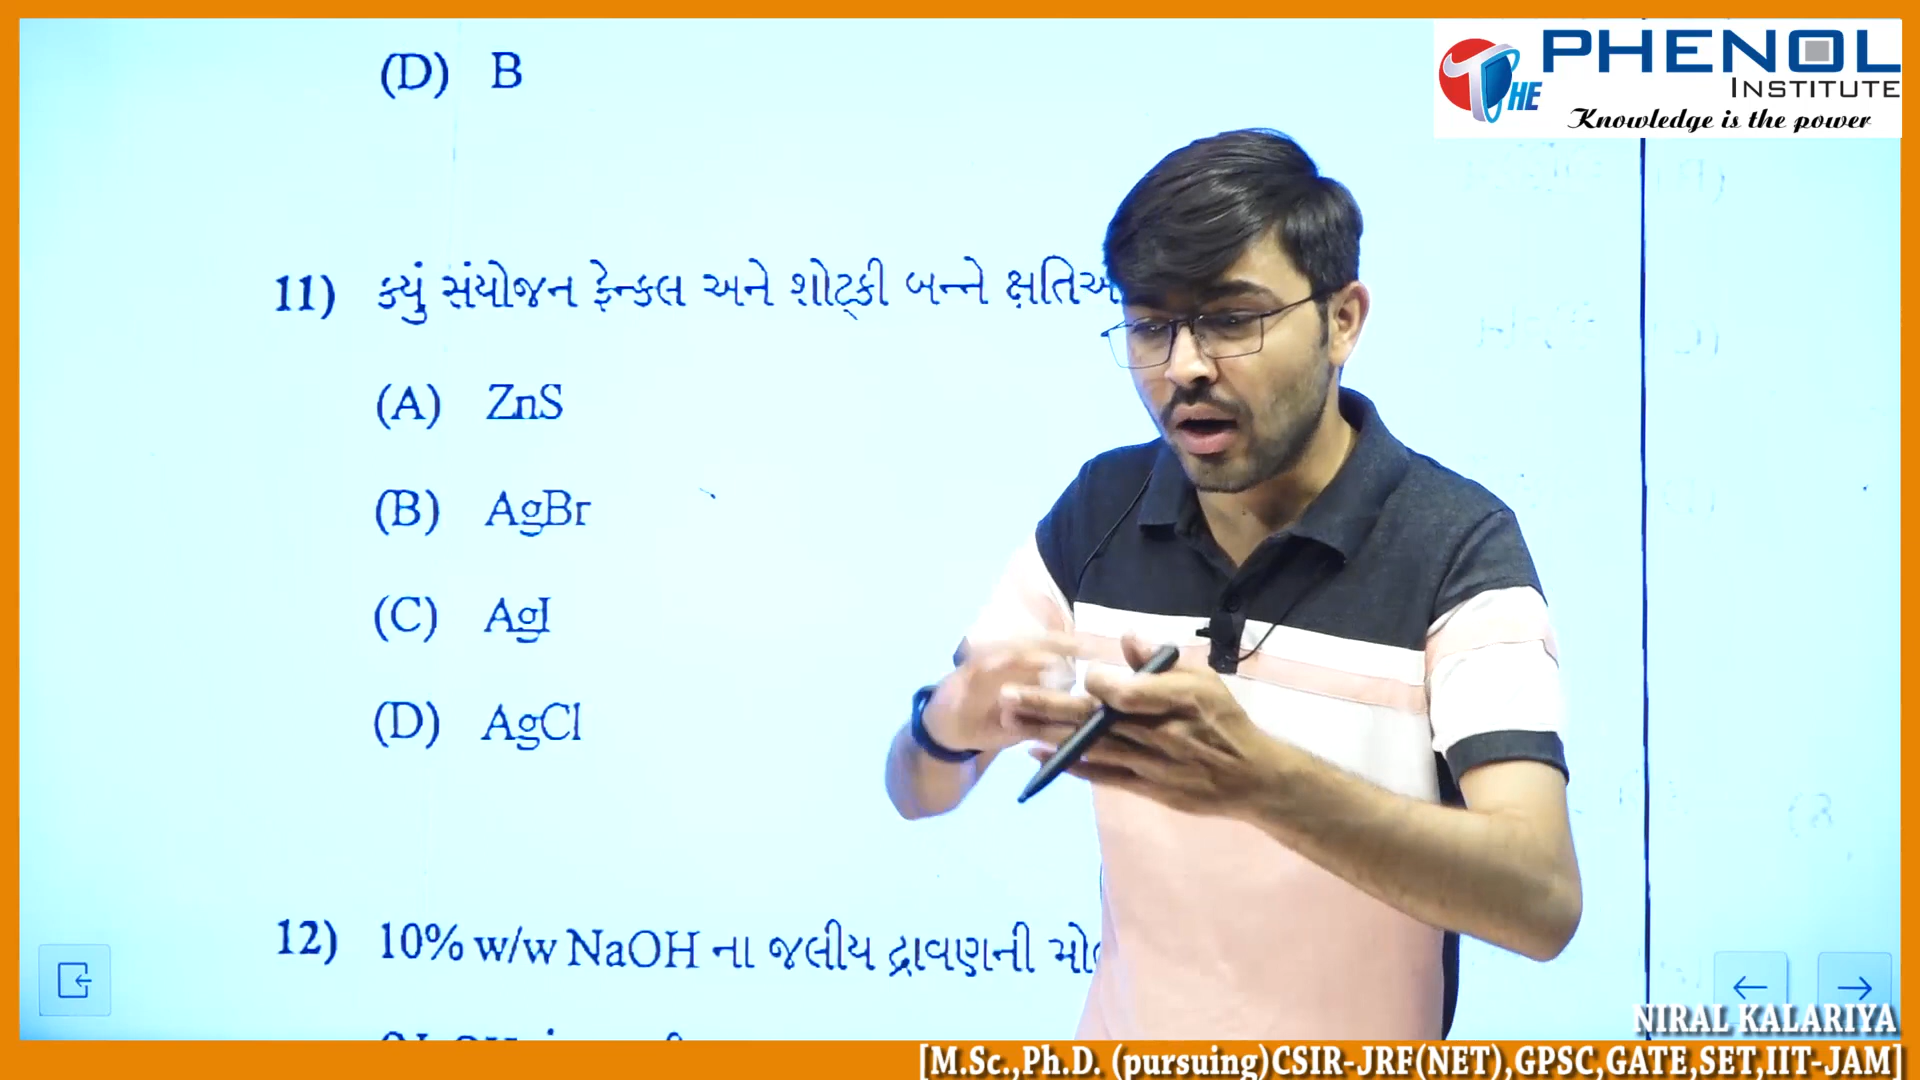 (D) B
THE PHENOL
INSTITUTE
Knowledge is the power
11) ક્યું સંયોજન ફ્રેન્કલ અને શોટ્કી બન્ને
(A) ZnS
(B) AgBr
(C) AgI
(D) AgCl
12) 10% w/w NaOH ના જલીય દ્રાવણની
NIRAL KALARIYA
[M.Sc.,Ph.D. (pursuing)CSIR-JRF(NET),GPSC,GATE,SET,IIT-JAM]